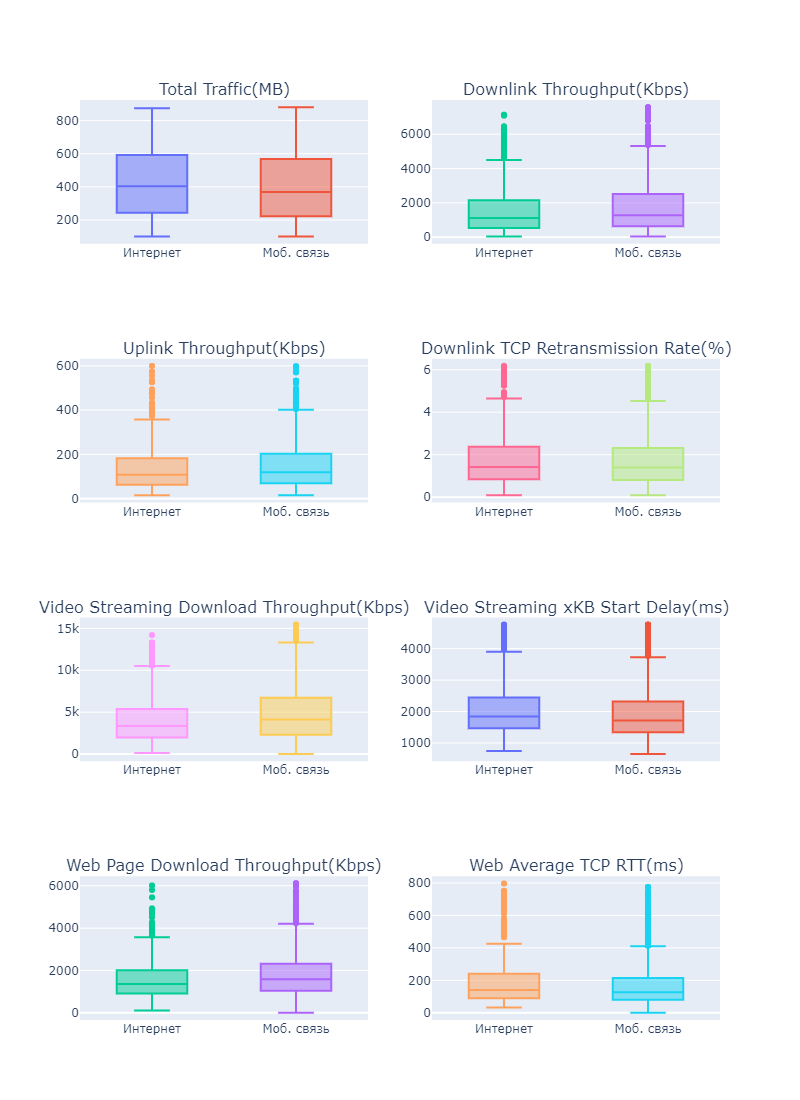 Total Traffic(MB)
800
600
400
200
Интернет
Моб. связь
Downlink Throughput(Kbps)
6000
4000
2000
0
Интернет
Моб. связь
Uplink Throughput(Kbps)
600
400
200
0
Интернет
Моб. связь
Downlink TCP Retransmission Rate(%)
6
4
2
0
Интернет
Моб. связь
Video Streaming Download Throughput(Kbps)
15k
10k
5k
0
Интернет
Моб. связь
Video Streaming xKB Start Delay(ms)
4000
3000
2000
1000
Интернет
Моб. связь
Web Page Download Throughput(Kbps)
6000
4000
2000
0
Интернет
Моб. связь
Web Average TCP RTT(ms)
800
600
400
200
0
Интернет
Моб. связь